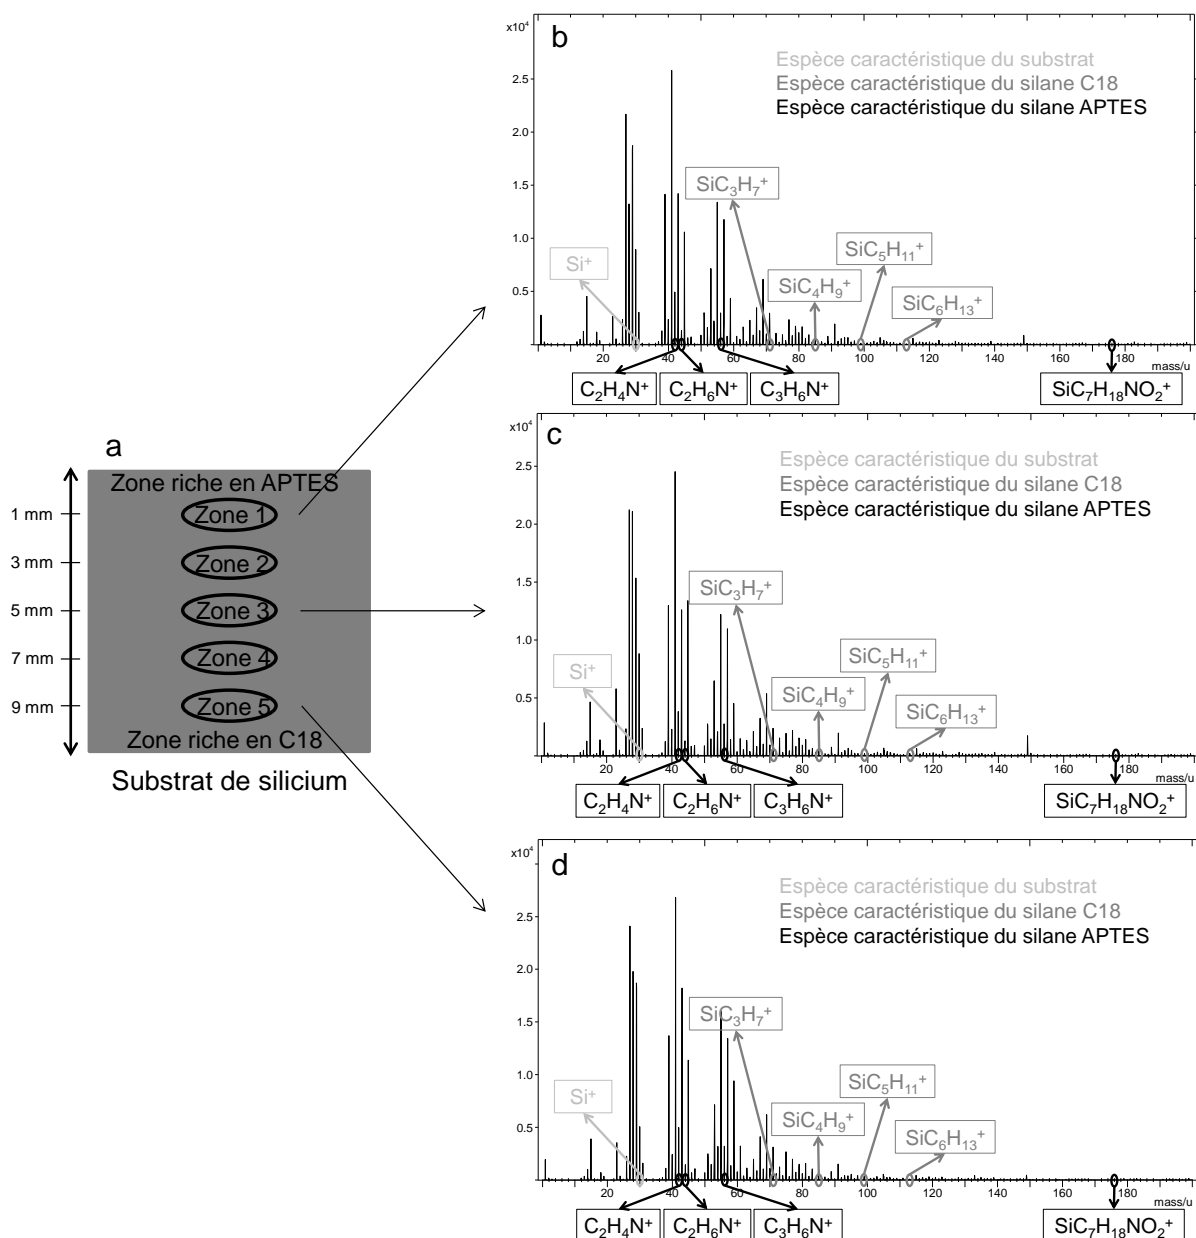 a
Zone riche en APTES
Zone 1
Zone 2
Zone 3
Zone 4
Zone 5
Zone riche en C18
1 mm
3 mm
5 mm
7 mm
9 mm
Substrat de silicium
b
x10⁴
2.5
2.0
1.5
1.0
0.5
Espèce caractéristique du substrat
Espèce caractéristique du silane C18
Espèce caractéristique du silane APTES
Si⁺
SiC₃H₇⁺
SiC₄H₉⁺
SiC₅H₁₁⁺
SiC₆H₁₃⁺
20 40 60 80 100 120 140 160 180
mass/u
C₂H₄N⁺ C₂H₆N⁺ C₃H₆N⁺ SiC₇H₁₈NO₂⁺
c
x10⁴
2.5
2.0
1.5
1.0
0.5
Espèce caractéristique du substrat
Espèce caractéristique du silane C18
Espèce caractéristique du silane APTES
Si⁺
SiC₃H₇⁺
SiC₄H₉⁺
SiC₅H₁₁⁺
SiC₆H₁₃⁺
20 40 60 80 100 120 140 160 180
mass/u
C₂H₄N⁺ C₂H₆N⁺ C₃H₆N⁺ SiC₇H₁₈NO₂⁺
d
x10⁴
2.5
2.0
1.5
1.0
0.5
Espèce caractéristique du substrat
Espèce caractéristique du silane C18
Espèce caractéristique du silane APTES
Si⁺
SiC₃H₇⁺
SiC₄H₉⁺
SiC₅H₁₁⁺
SiC₆H₁₃⁺
20 40 60 80 100 120 140 160 180
mass/u
C₂H₄N⁺ C₂H₆N⁺ C₃H₆N⁺ SiC₇H₁₈NO₂⁺